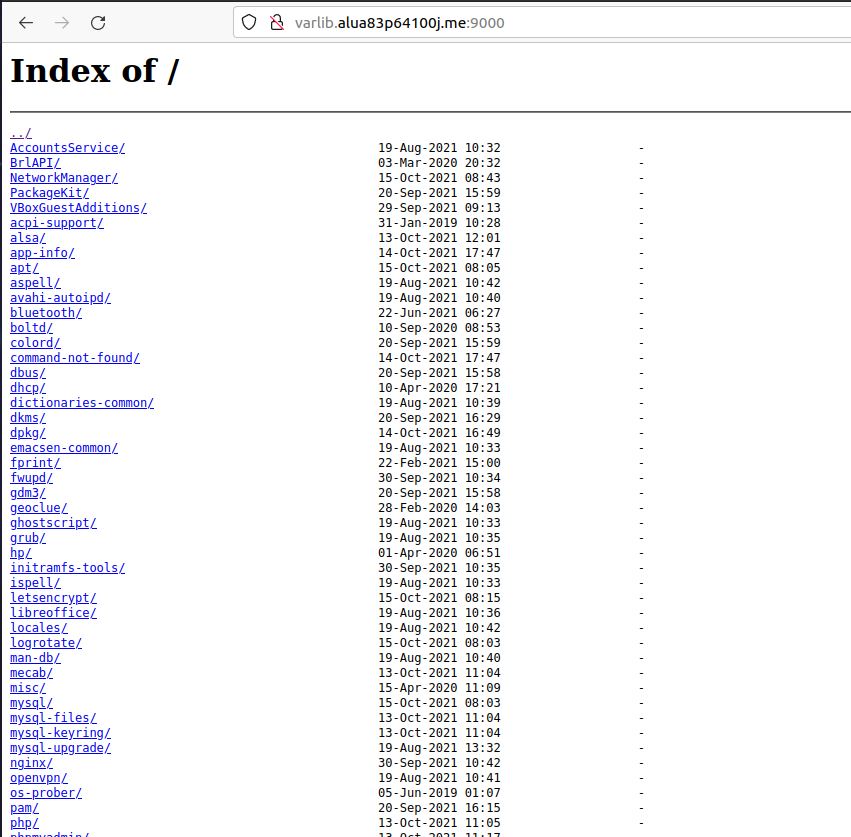 varlib.alua83p64100j.me:9000
Index of /
../
AccountsService/ 19-Aug-2021 10:32 -
BrlAPI/ 03-Mar-2020 20:32 -
NetworkManager/ 15-Oct-2021 08:43 -
PackageKit/ 20-Sep-2021 15:59 -
VBoxGuestAdditions/ 29-Sep-2021 09:13 -
acpi-support/ 31-Jan-2019 10:28 -
alsa/ 13-Oct-2021 12:01 -
app-info/ 14-Oct-2021 17:47 -
apt/ 15-Oct-2021 08:05 -
aspell/ 19-Aug-2021 10:42 -
avahi-autoipd/ 19-Aug-2021 10:40 -
bluetooth/ 22-Jun-2021 06:27 -
boltd/ 10-Sep-2020 08:53 -
colord/ 20-Sep-2021 15:59 -
command-not-found/ 14-Oct-2021 17:47 -
dbus/ 20-Sep-2021 15:58 -
dhcp/ 10-Apr-2020 17:21 -
dictionaries-common/ 19-Aug-2021 10:39 -
dkms/ 20-Sep-2021 16:29 -
dpkg/ 14-Oct-2021 16:49 -
emacsen-common/ 19-Aug-2021 10:33 -
fprint/ 22-Feb-2021 15:00 -
fwupd/ 30-Sep-2021 10:34 -
gdm3/ 20-Sep-2021 15:58 -
geoclue/ 28-Feb-2020 14:03 -
ghostscript/ 19-Aug-2021 10:33 -
grub/ 19-Aug-2021 10:35 -
hp/ 01-Apr-2020 06:51 -
initramfs-tools/ 30-Sep-2021 10:35 -
ispell/ 19-Aug-2021 10:33 -
letsencrypt/ 15-Oct-2021 08:15 -
libreoffice/ 19-Aug-2021 10:36 -
locales/ 19-Aug-2021 10:42 -
logrotate/ 15-Oct-2021 08:03 -
man-db/ 19-Aug-2021 10:40 -
mecab/ 13-Oct-2021 11:04 -
misc/ 15-Apr-2020 11:09 -
mysql/ 15-Oct-2021 08:03 -
mysql-files/ 13-Oct-2021 11:04 -
mysql-keyring/ 13-Oct-2021 11:04 -
mysql-upgrade/ 19-Aug-2021 13:32 -
nginx/ 30-Sep-2021 10:42 -
openvpn/ 19-Aug-2021 10:41 -
os-prober/ 05-Jun-2019 01:07 -
pam/ 20-Sep-2021 16:15 -
php/ 13-Oct-2021 11:05 -
phpmyadmin/ 13-Oct-2021 11:17